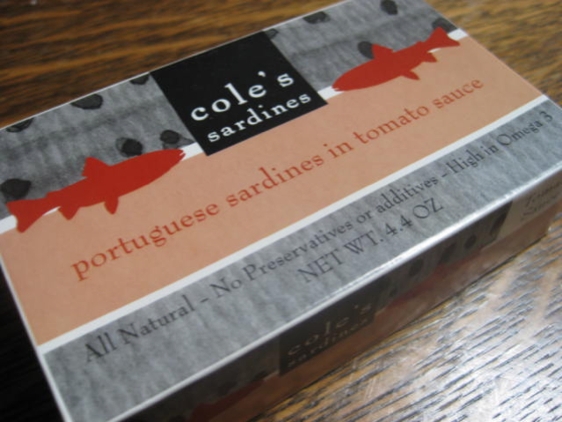 cole's
sardines
portuguese sardines in tomato sauce
All Natural - No Preservatives or additives - High in Omega 3
NET WT. 4.4 OZ
cole's
sardines